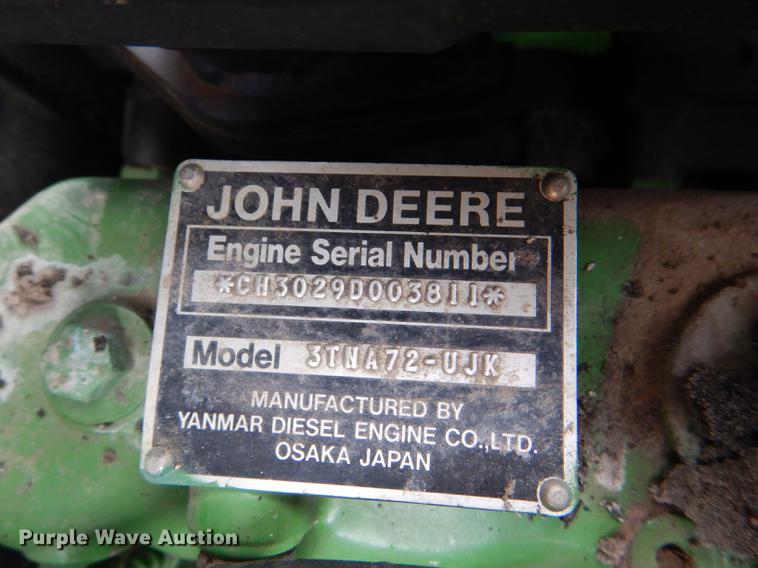 JOHN DEERE
Engine Serial Number
*CH3029D003811*
Model 3TNA72-UJK
MANUFACTURED BY
YANMAR DIESEL ENGINE CO.,LTD.
OSAKA JAPAN
Purple Wave Auction